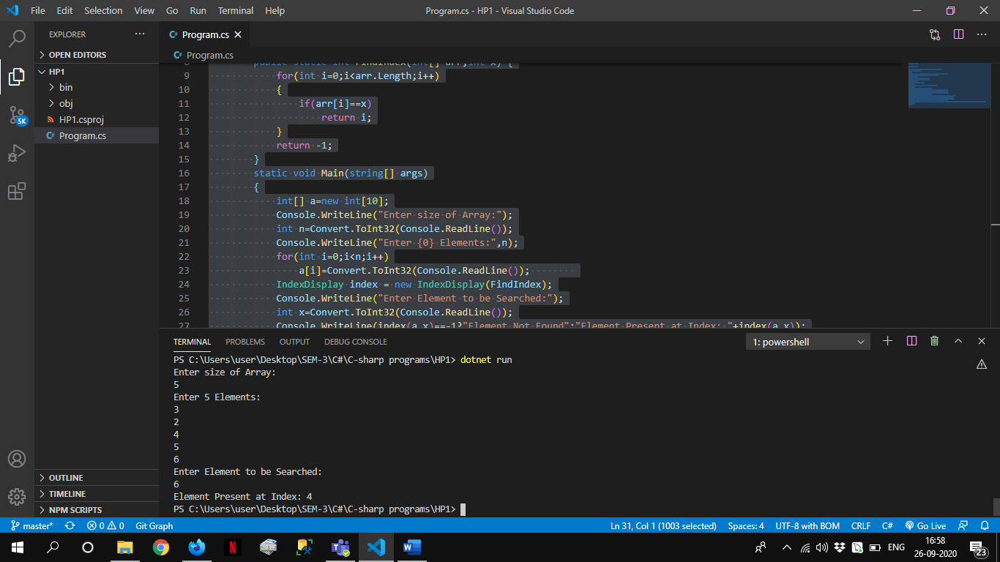 File Edit Selection View Go Run Terminal Help Program.cs - HP1 - Visual Studio Code
EXPLORER ...
OPEN EDITORS
HP1
bin
obj
HP1.csproj
C# Program.cs
5K
OUTLINE
TIMELINE
NPM SCRIPTS
C# Program.cs
C# Program.cs
8 public static int FindIndex(int[] arr,int x) {
9 for(int i=0;i<arr.Length;i++)
10 {
11 if(arr[i]==x)
12 return i;
13 }
14 return -1;
15 }
16 static void Main(string[] args)
17 {
18 int[] a=new int[10];
19 Console.WriteLine("Enter size of Array:");
20 int n=Convert.ToInt32(Console.ReadLine());
21 Console.WriteLine("Enter {0} Elements:",n);
22 for(int i=0;i<n;i++)
23 a[i]=Convert.ToInt32(Console.ReadLine());
24 IndexDisplay index = new IndexDisplay(FindIndex);
25 Console.WriteLine("Enter Element to be Searched:");
26 int x=Convert.ToInt32(Console.ReadLine());
27 Console.WriteLine(index(a,x)==-1?"Element Not Found":"Element Present at Index: "+index(a,x));
TERMINAL PROBLEMS OUTPUT DEBUG CONSOLE 1: powershell
PS C:\Users\user\Desktop\SEM-3\C#\C-sharp programs\HP1> dotnet run
Enter size of Array:
5
Enter 5 Elements:
3
2
4
5
6
Enter Element to be Searched:
6
Element Present at Index: 4
PS C:\Users\user\Desktop\SEM-3\C#\C-sharp programs\HP1>
master* 0 0 Git Graph Ln 31, Col 1 (1003 selected) Spaces: 4 UTF-8 with BOM CRLF C# Go Live
ENG 16:58
26-09-2020 23